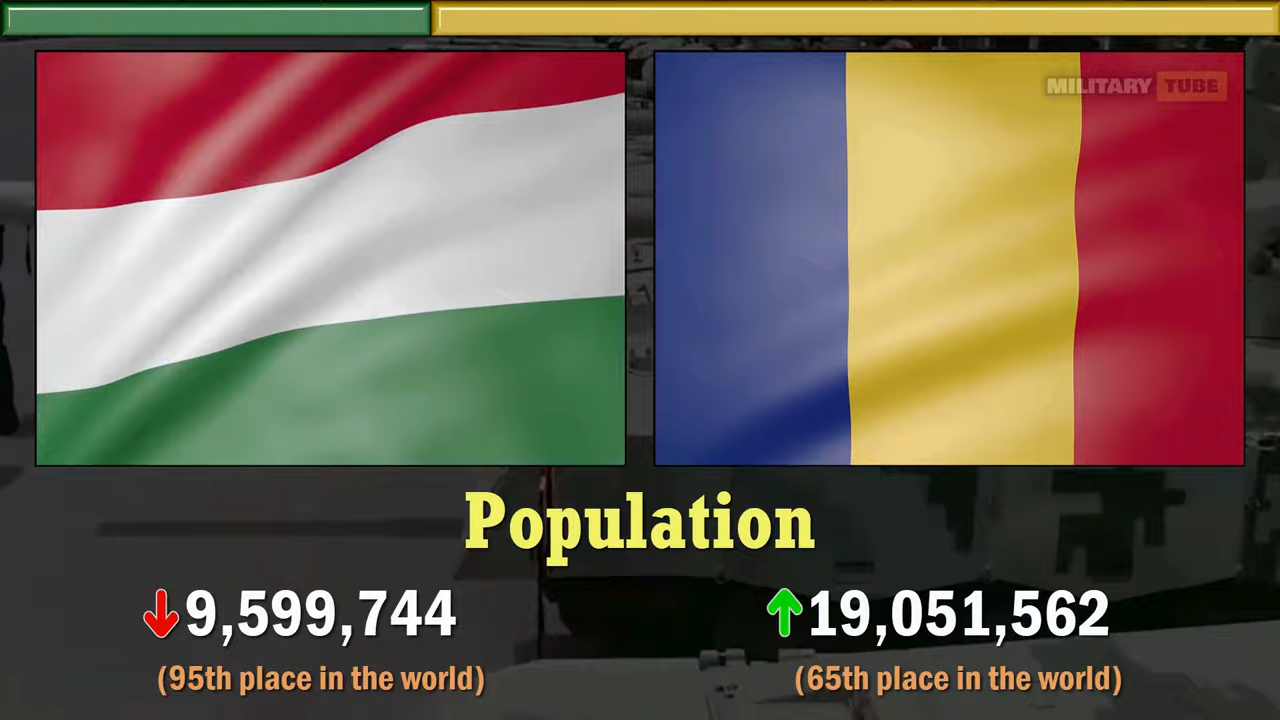 MILITARY TUBE
Population
9,599,744
19,051,562
(95th place in the world)
(65th place in the world)